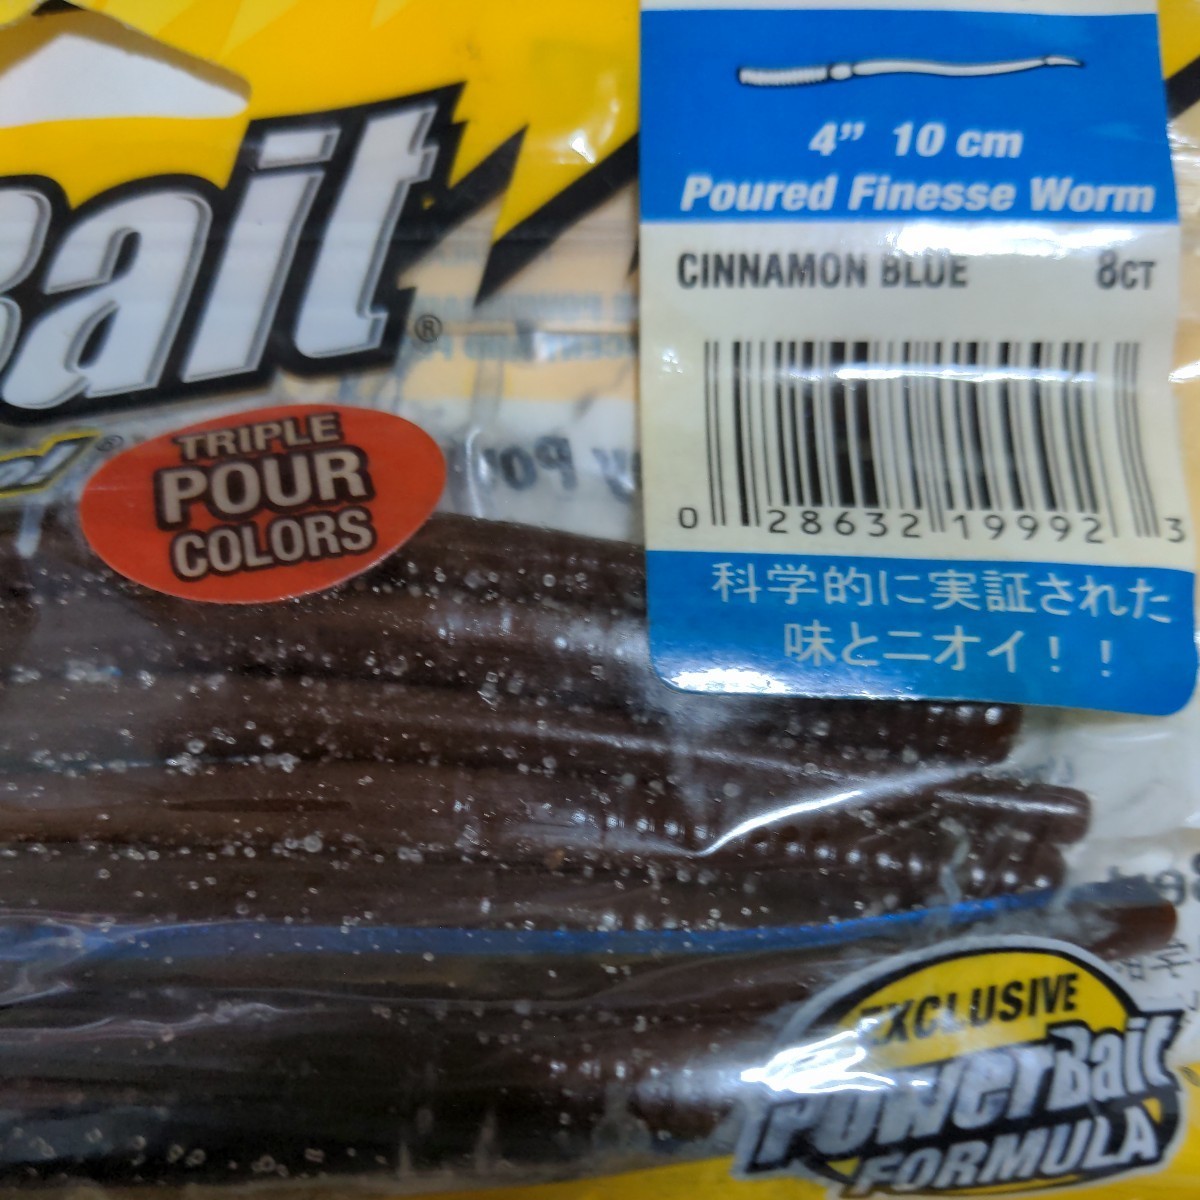 Bait®
TRIPLE
POUR
COLORS
4” 10 cm
Poured Finesse Worm
CINNAMON BLUE 8CT
0 28632 19992 3
科学的に実証された
味とニオイ！！
EXCLUSIVE
PowerBait
FORMULA